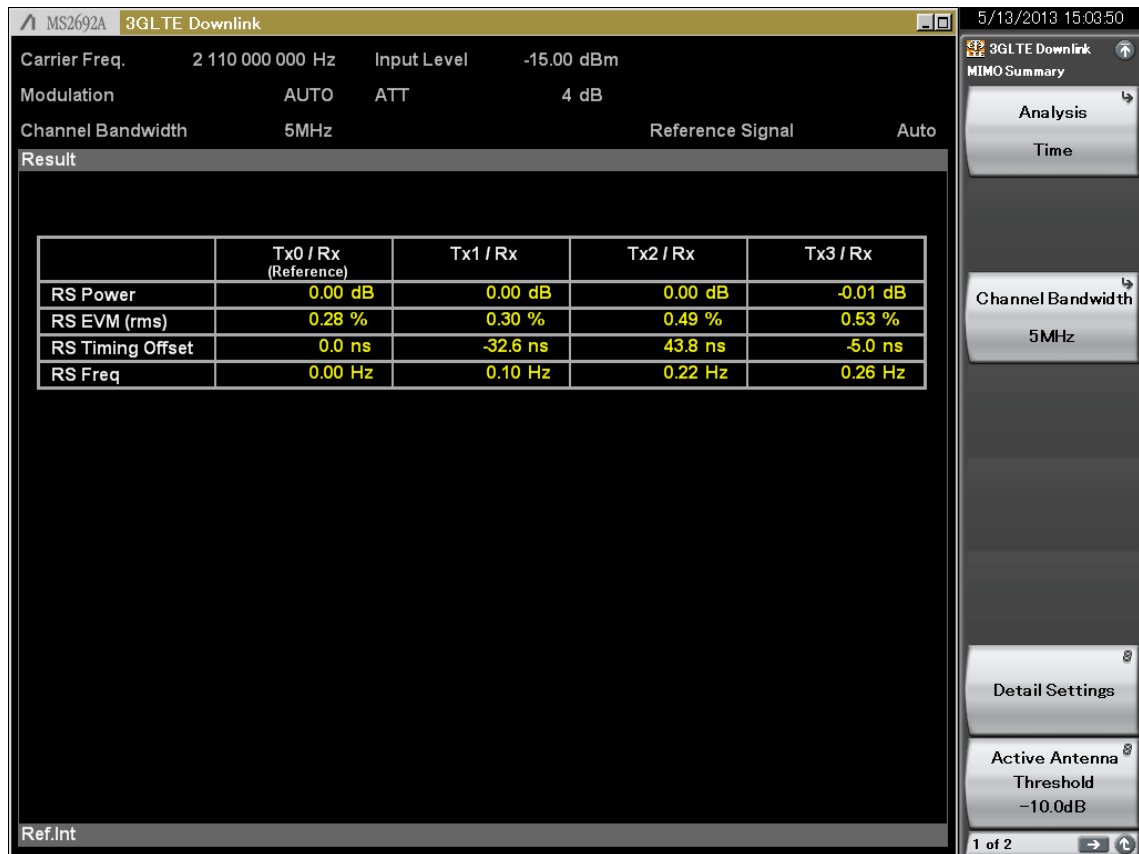 MS2692A 3GLTE Downlink
5/13/2013 15:03:50
Carrier Freq. 2 110 000 000 Hz Input Level -15.00 dBm
Modulation AUTO ATT 4 dB
Channel Bandwidth 5MHz Reference Signal Auto
Result
Tx0 / Rx Tx1 / Rx Tx2 / Rx Tx3 / Rx
(Reference)
RS Power 0.00 dB 0.00 dB 0.00 dB -0.01 dB
RS EVM (rms) 0.28 % 0.30 % 0.49 % 0.53 %
RS Timing Offset 0.0 ns -32.6 ns 43.8 ns -5.0 ns
RS Freq 0.00 Hz 0.10 Hz 0.22 Hz 0.26 Hz
Ref.Int
3GLTE Downlink
MIMO Summary
Analysis
Time
Channel Bandwidth
5MHz
Detail Settings
Active Antenna
Threshold
-10.0dB
1 of 2